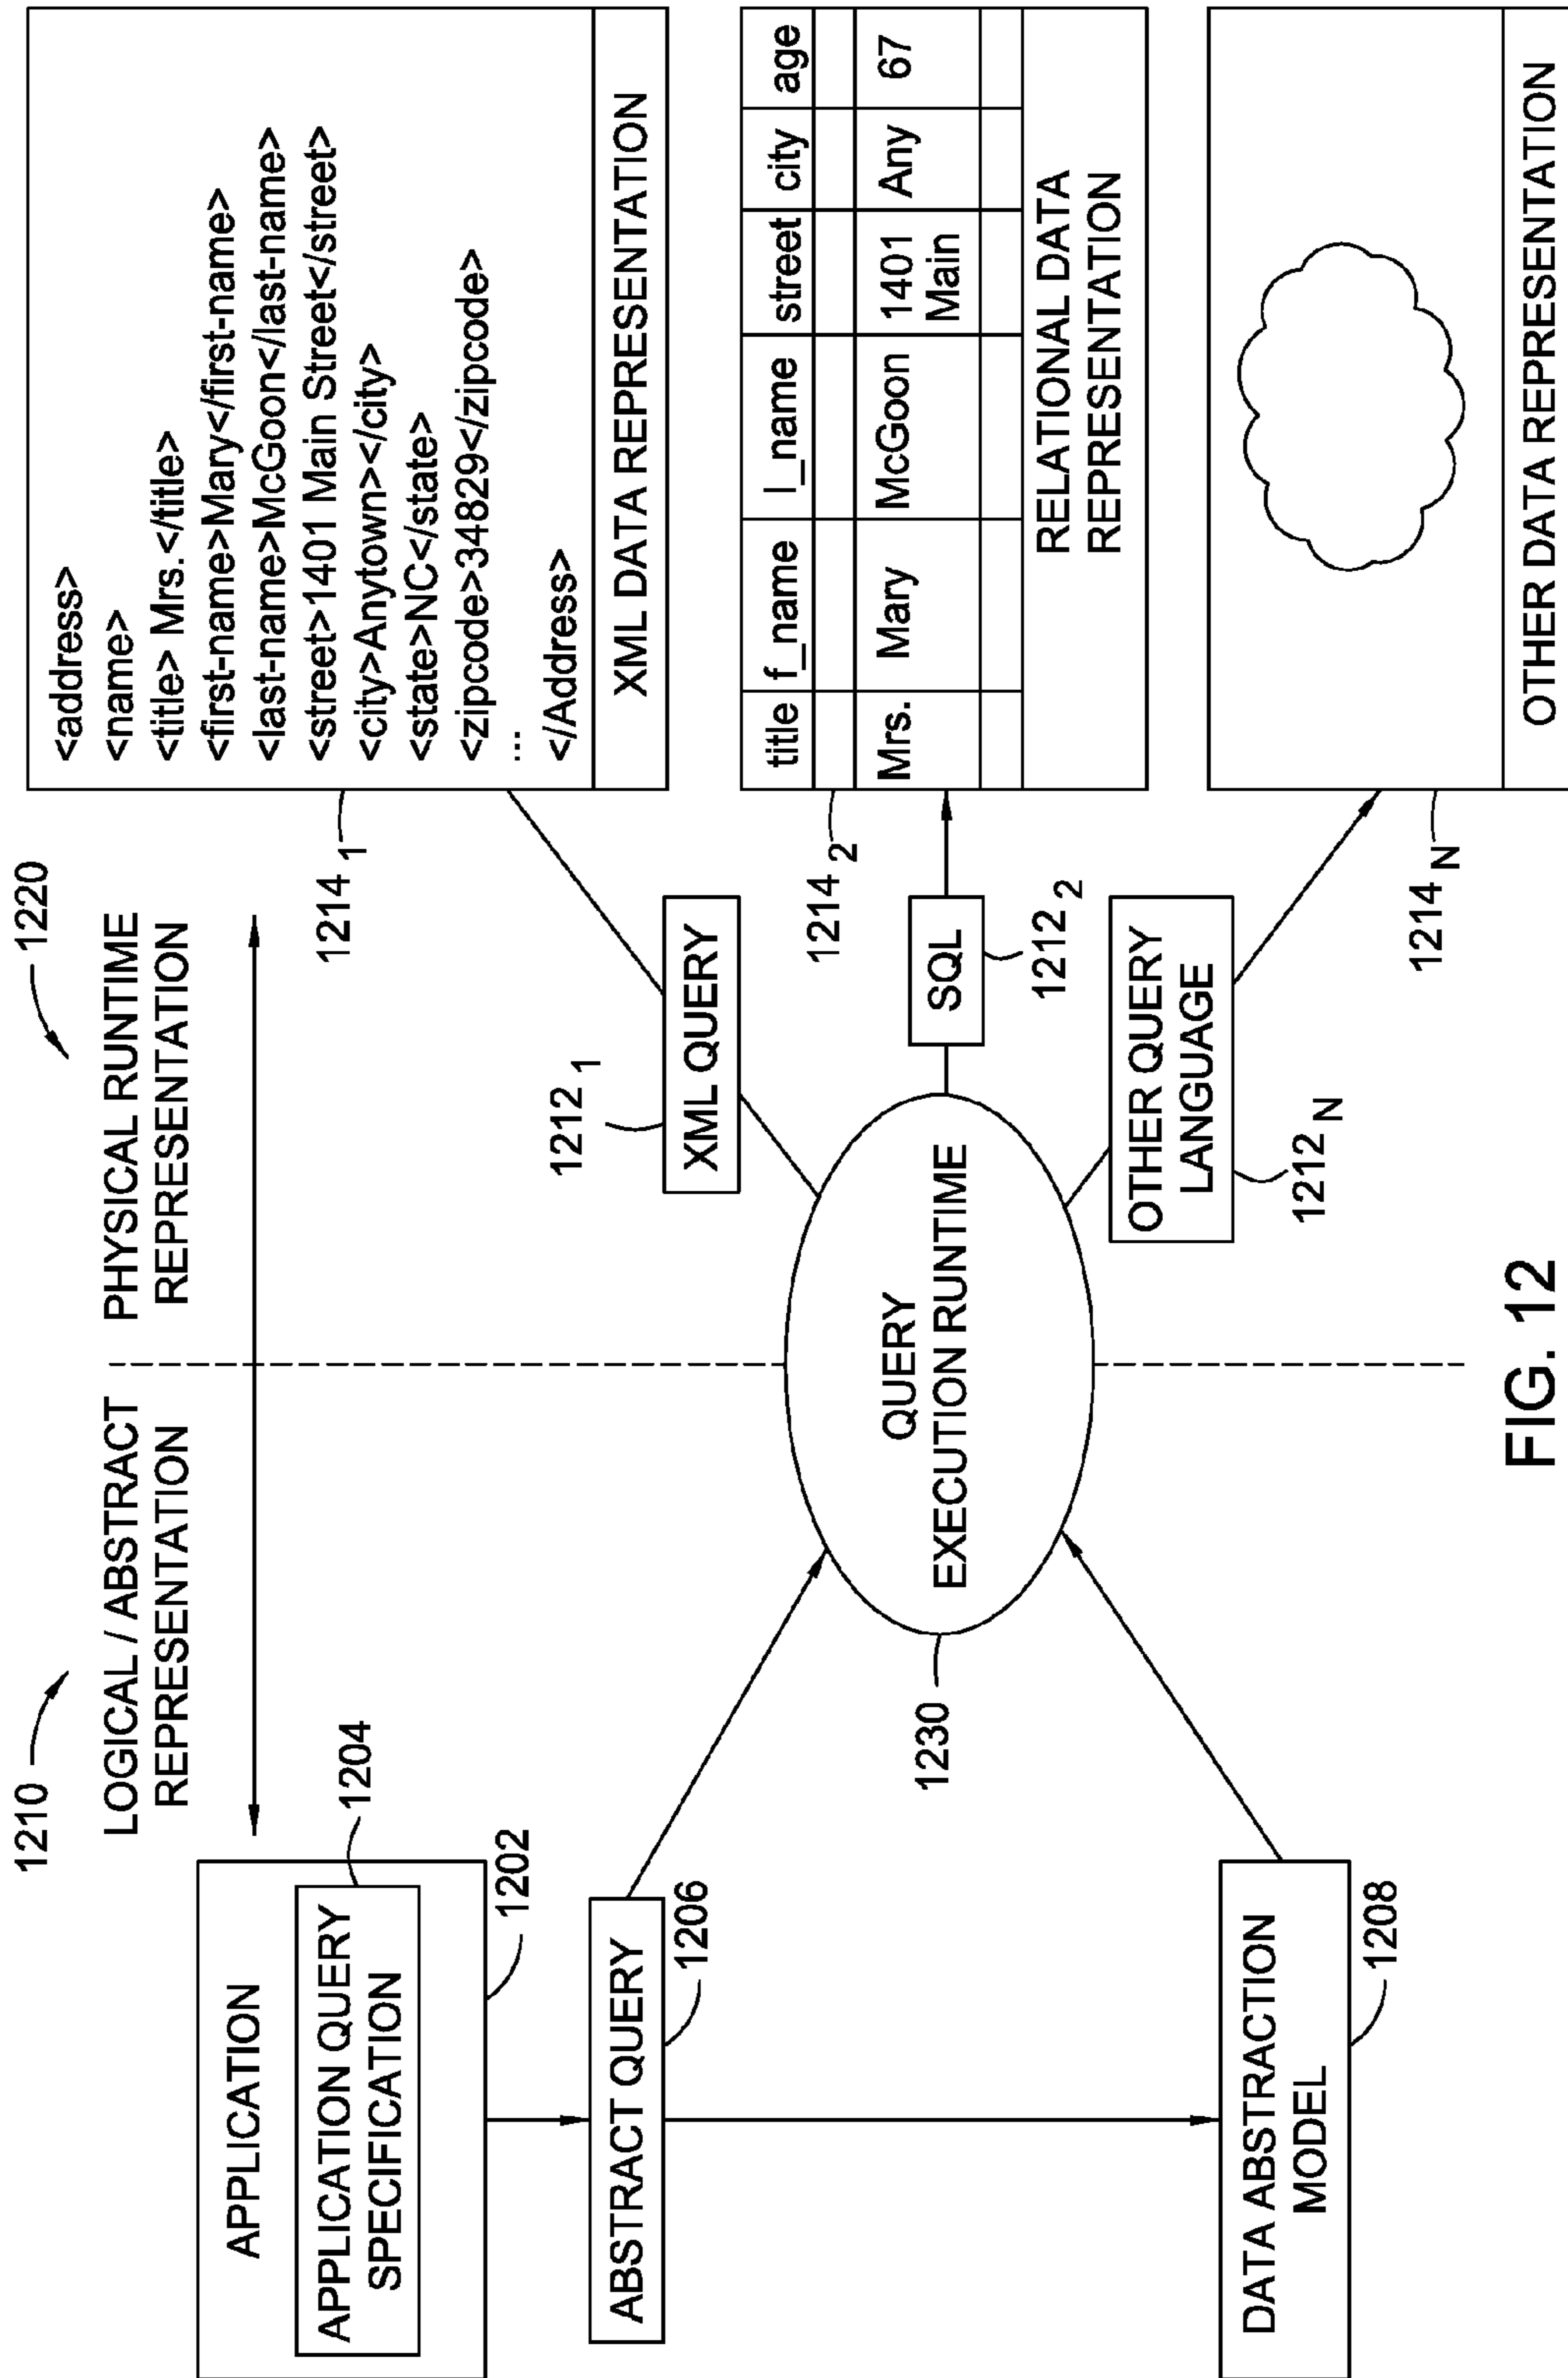 1210
LOGICAL / ABSTRACT
REPRESENTATION
PHYSICAL RUNTIME
REPRESENTATION
1220
APPLICATION
APPLICATION QUERY
SPECIFICATION
1204
1202
ABSTRACT QUERY
1206
DATA ABSTRACTION
MODEL
1208
QUERY
EXECUTION RUNTIME
1230
XML QUERY
1212 1
SQL
1212 2
OTHER QUERY
LANGUAGE
1212 N
1214 1
<address>
<name>
<title> Mrs.</title>
<first-name>Mary</first-name>
<last-name>McGoon</last-name>
<street>1401 Main Street</street>
<city>Anytown></city>
<state>NC</state>
<zipcode>34829</zipcode>
...
</Address>
XML DATA REPRESENTATION
1214 2
title f_name l_name street city age
Mrs. Mary McGoon 1401 Main Any 67
RELATIONAL DATA
REPRESENTATION
1214 N
OTHER DATA REPRESENTATION
FIG. 12